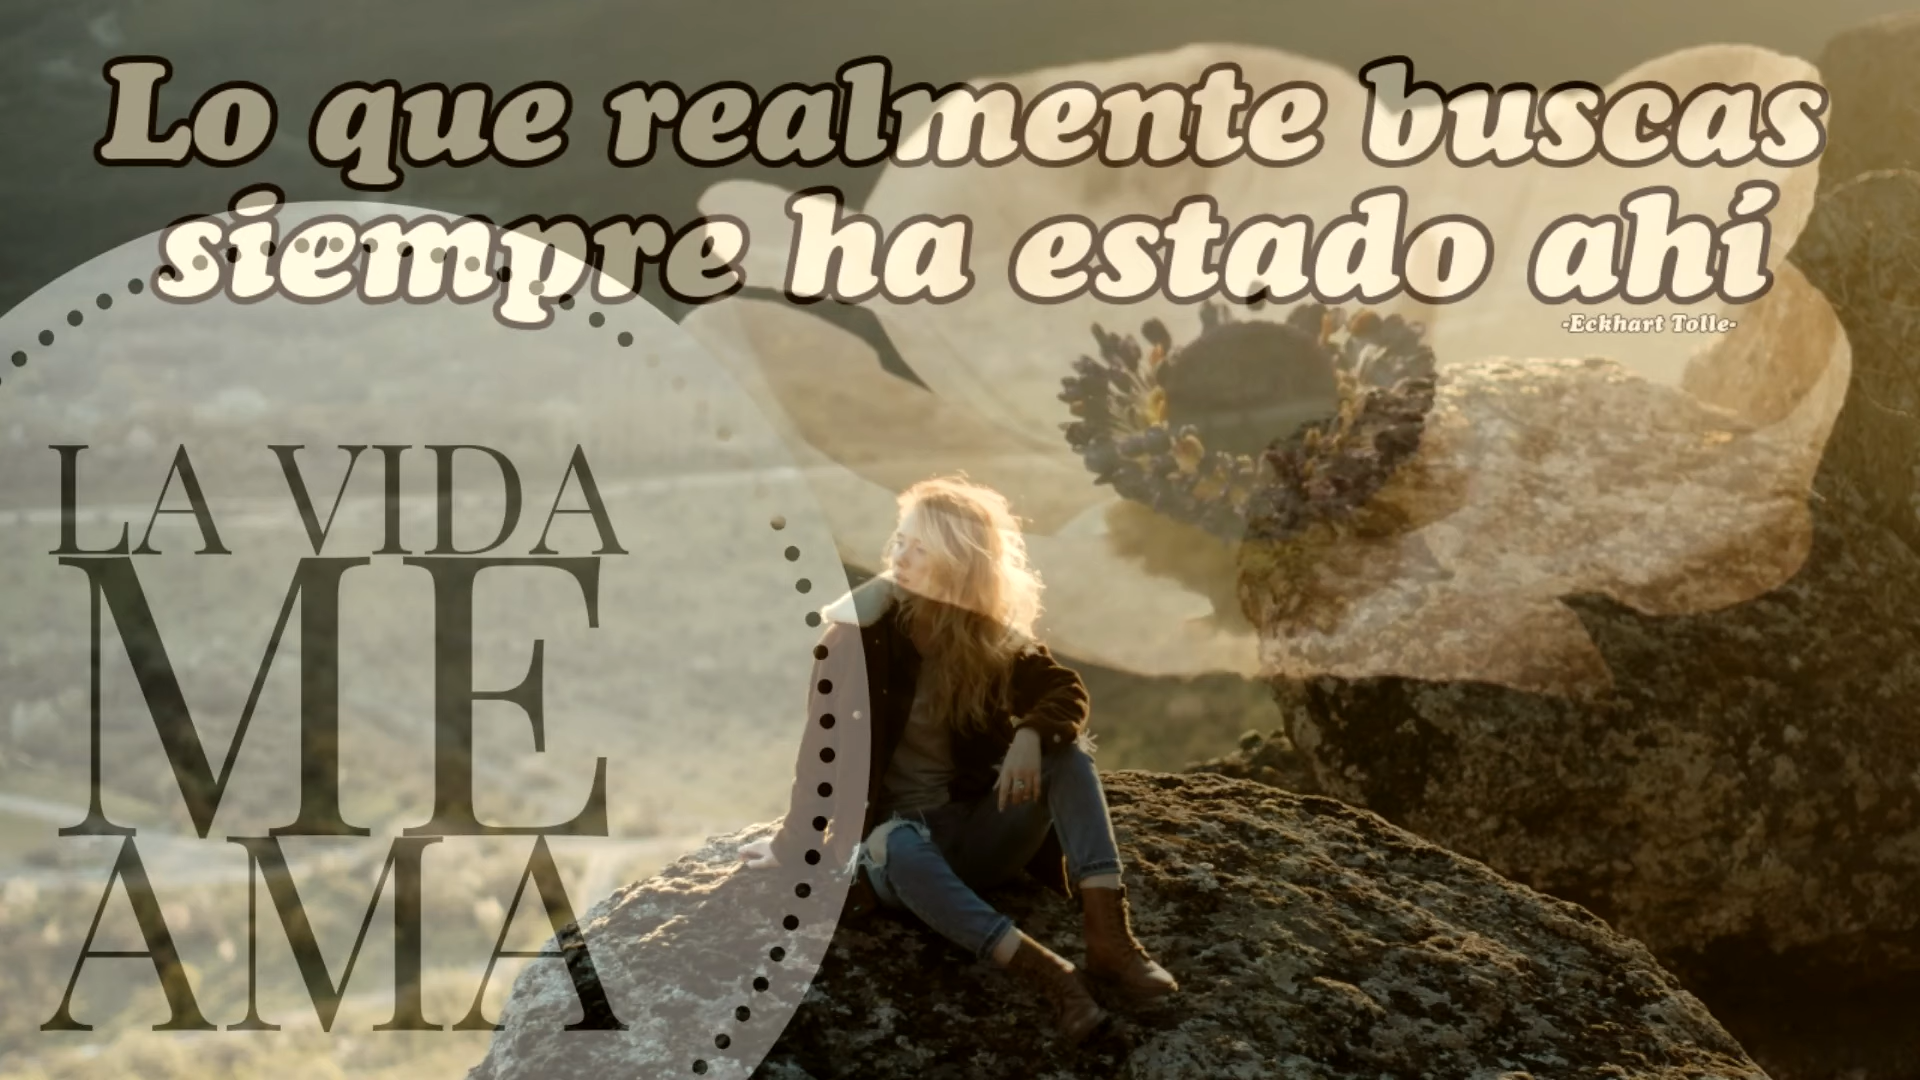 Lo que realmente buscas
siempre ha estado ahí
-Eckhart Tolle-
LA VIDA
ME
AMA